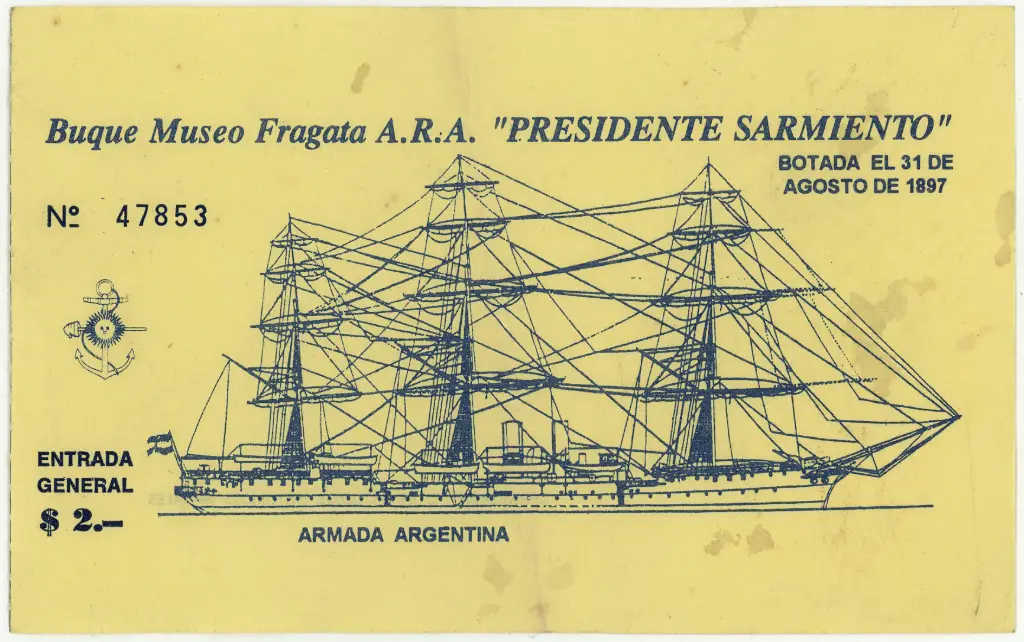 Buque Museo Fragata A.R.A. "PRESIDENTE SARMIENTO"
BOTADA EL 31 DE
AGOSTO DE 1897
Nº 47853
ENTRADA
GENERAL
$ 2.—
ARMADA ARGENTINA